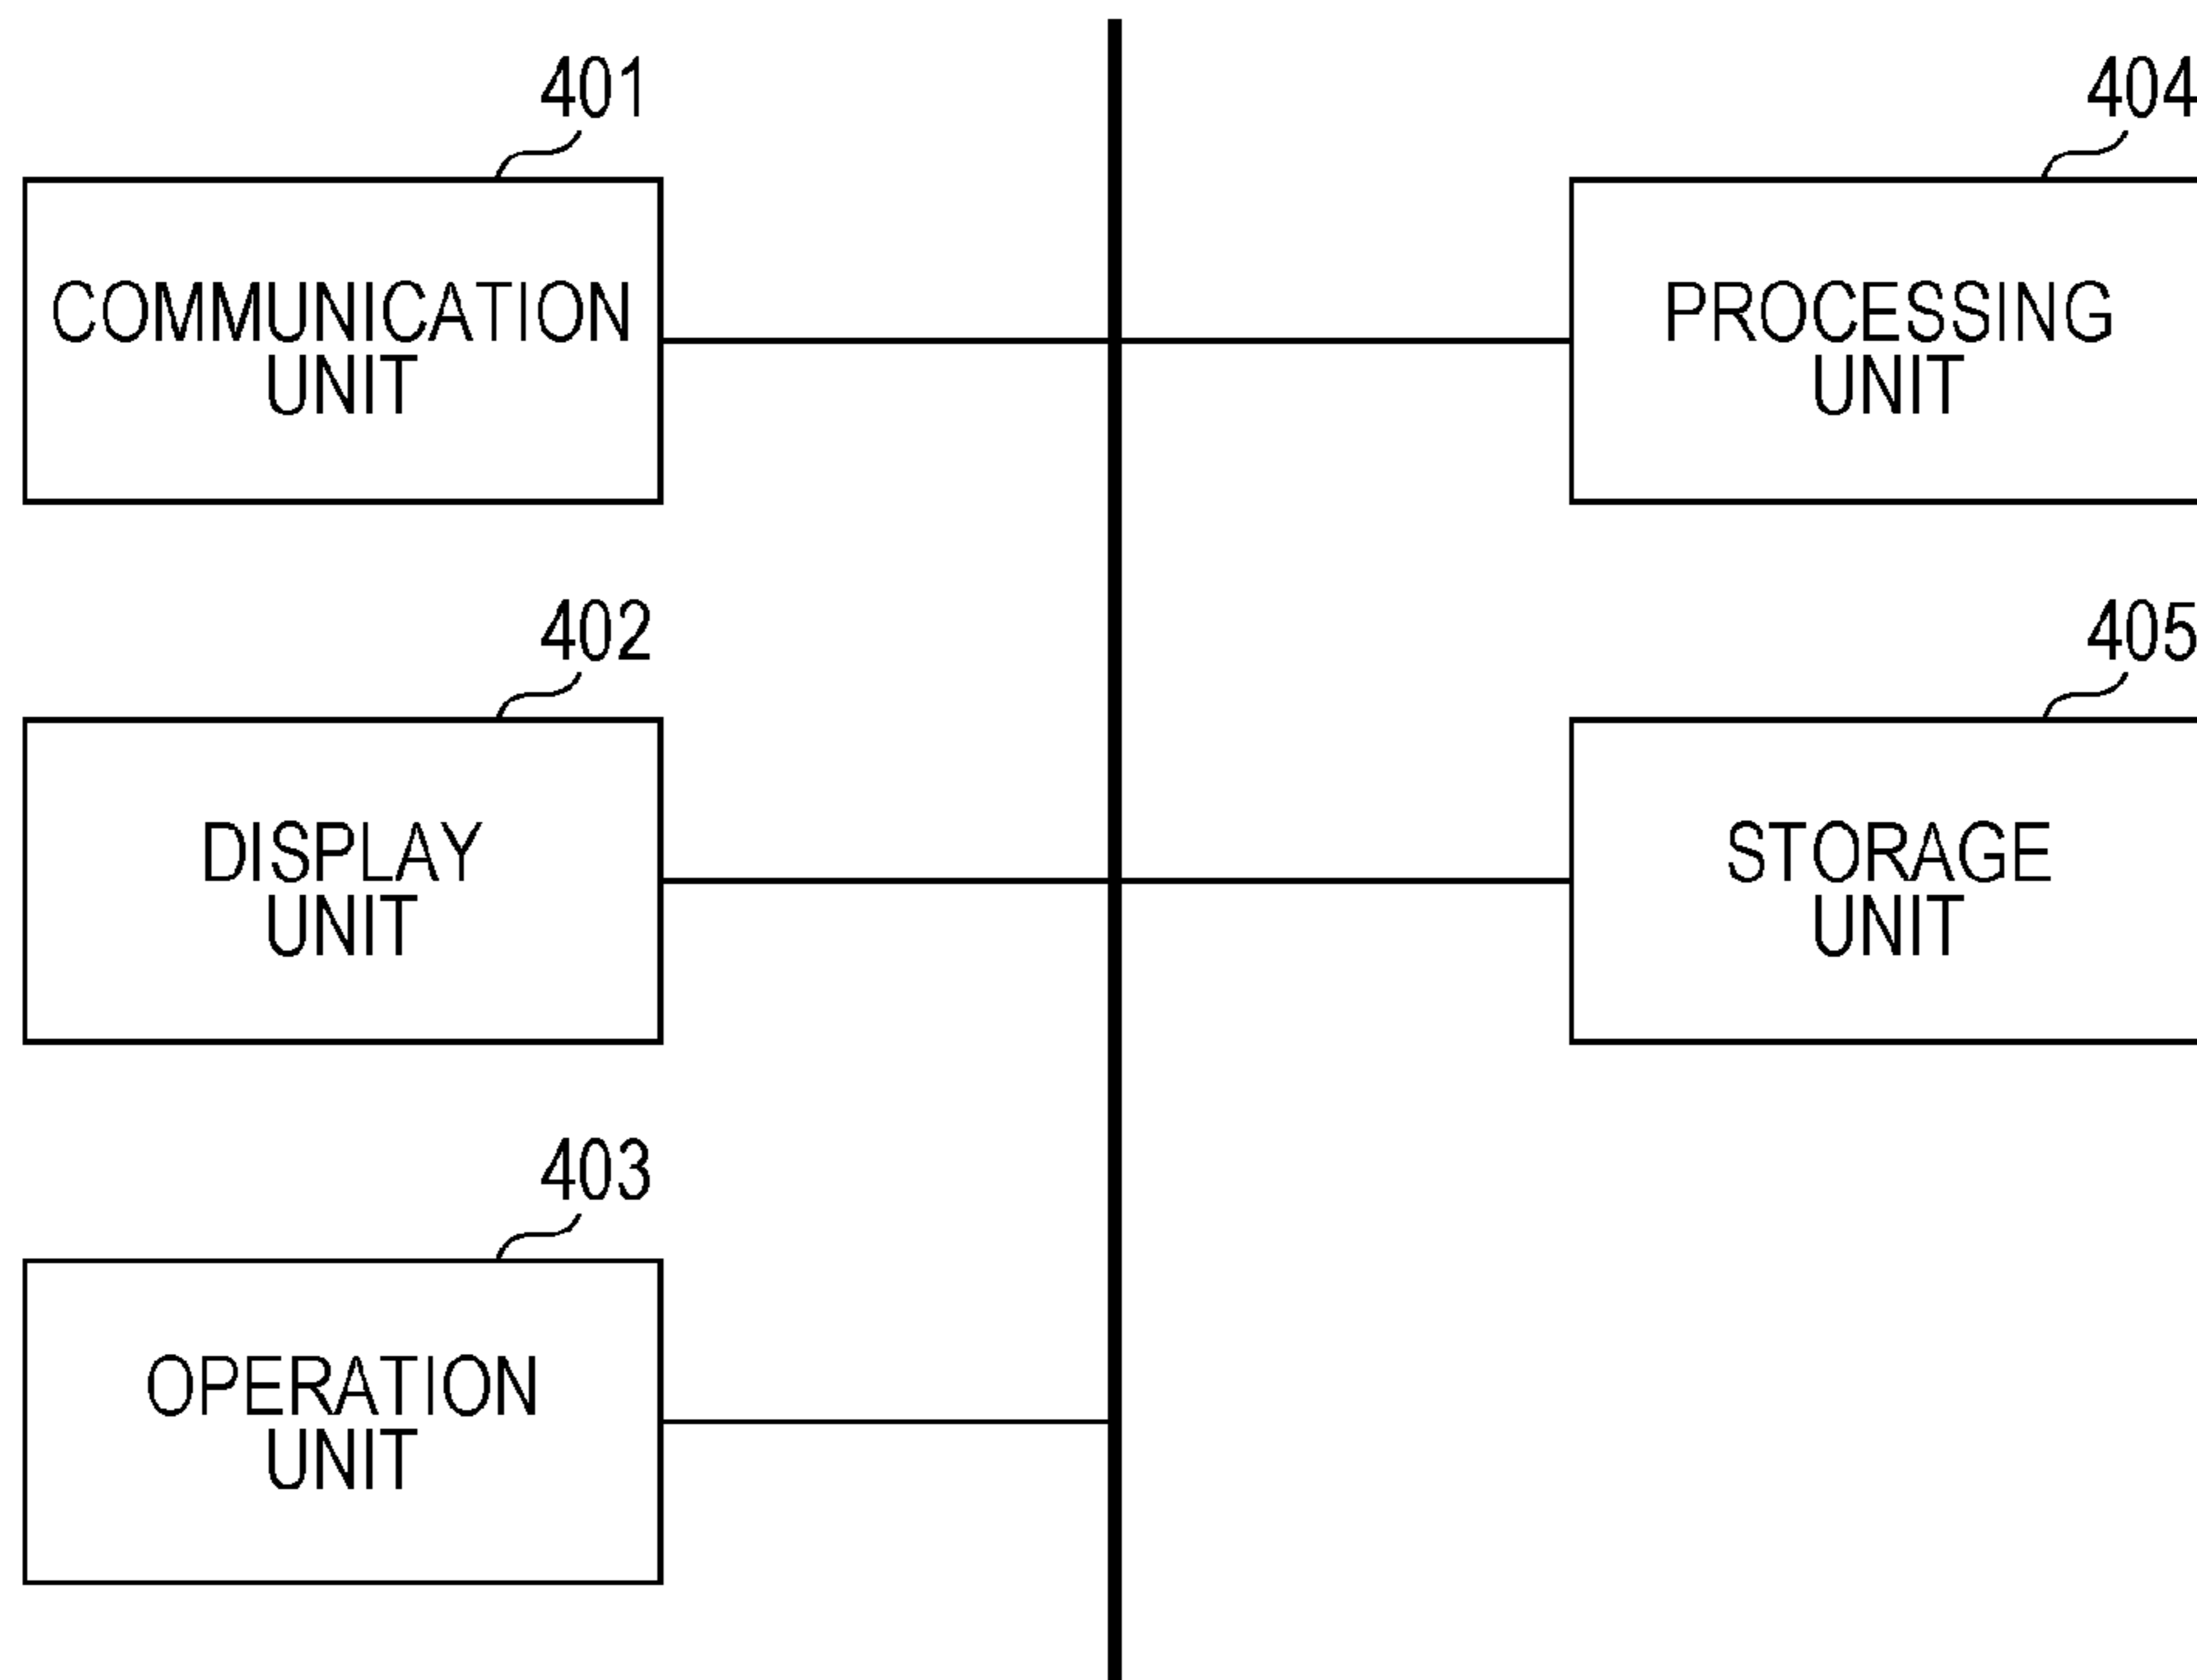 401
COMMUNICATION
UNIT
404
PROCESSING
UNIT
402
DISPLAY
UNIT
405
STORAGE
UNIT
403
OPERATION
UNIT